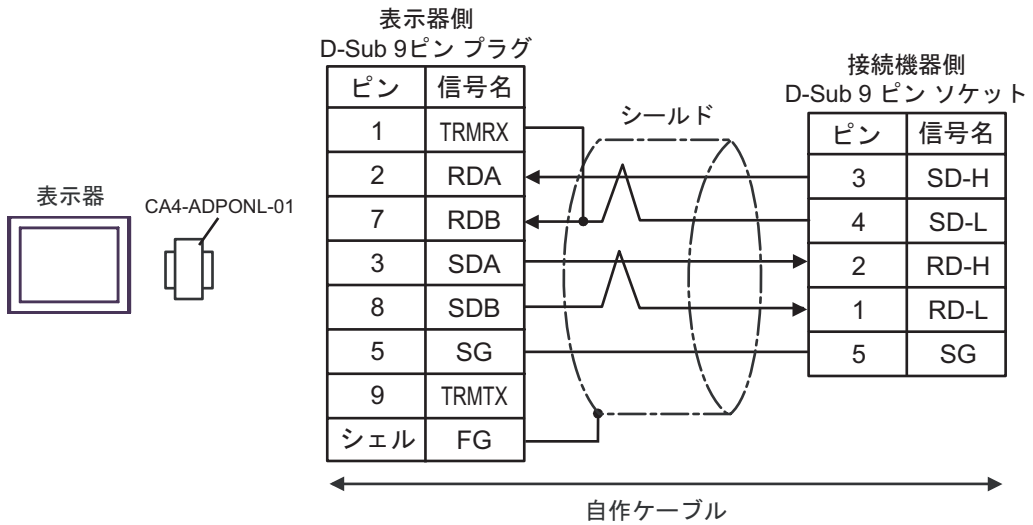 表示器側
D-Sub 9ピン プラグ
接続機器側
D-Sub 9 ピン ソケット
表示器
CA4-ADPONL-01
シールド
ピン 信号名
1 TRMRX
2 RDA
7 RDB
3 SDA
8 SDB
5 SG
9 TRMTX
シェル FG
ピン 信号名
3 SD-H
4 SD-L
2 RD-H
1 RD-L
5 SG
自作ケーブル